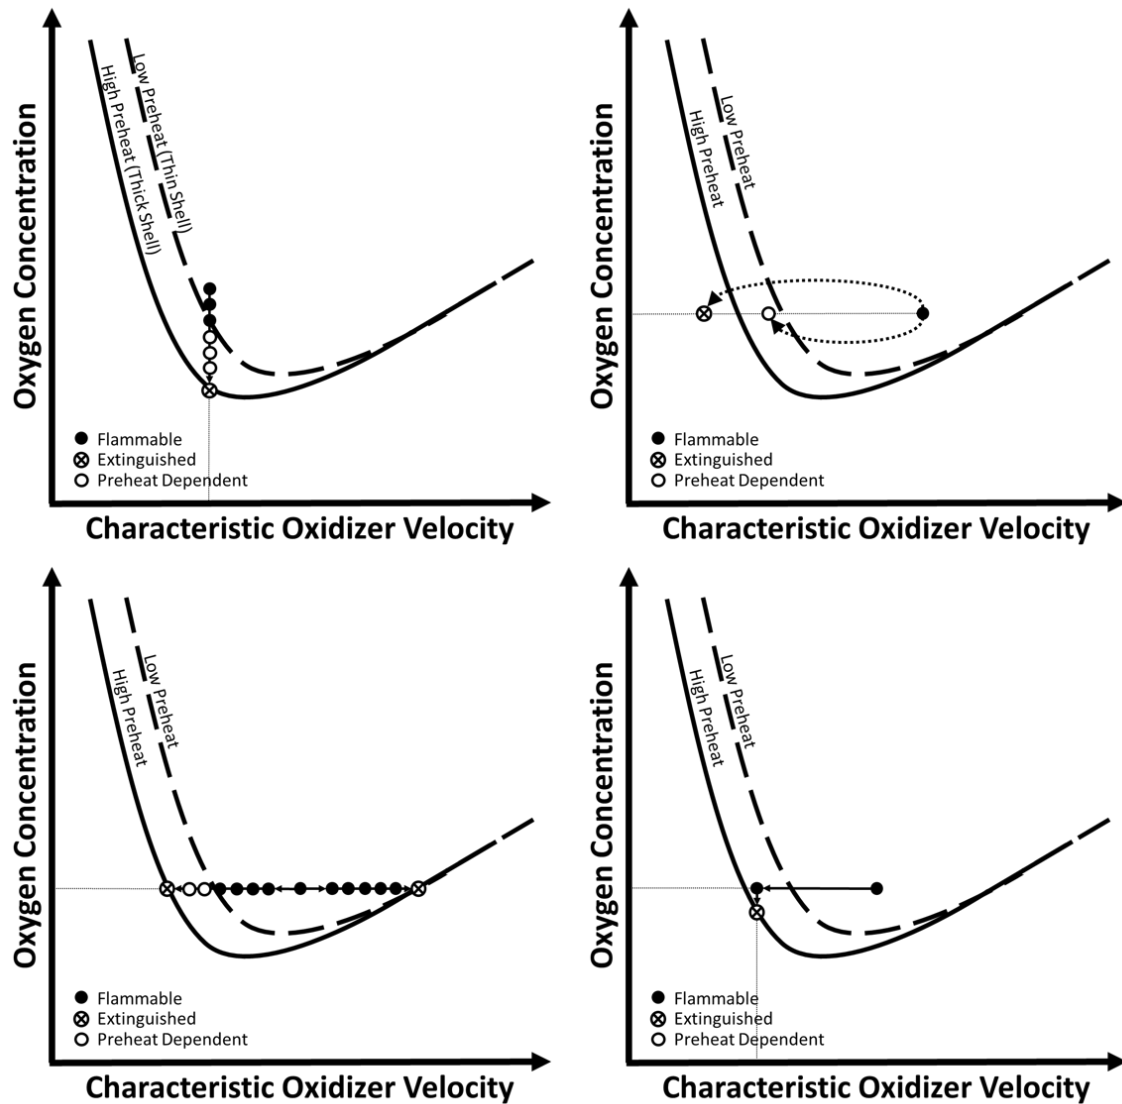 Oxygen Concentration
High Preheat (Thick Shell)
Low Preheat (Thin Shell)
Flammable
Extinguished
Preheat Dependent
Characteristic Oxidizer Velocity
Oxygen Concentration
High Preheat
Low Preheat
Flammable
Extinguished
Preheat Dependent
Characteristic Oxidizer Velocity
Oxygen Concentration
High Preheat
Low Preheat
Flammable
Extinguished
Preheat Dependent
Characteristic Oxidizer Velocity
Oxygen Concentration
High Preheat
Low Preheat
Flammable
Extinguished
Preheat Dependent
Characteristic Oxidizer Velocity